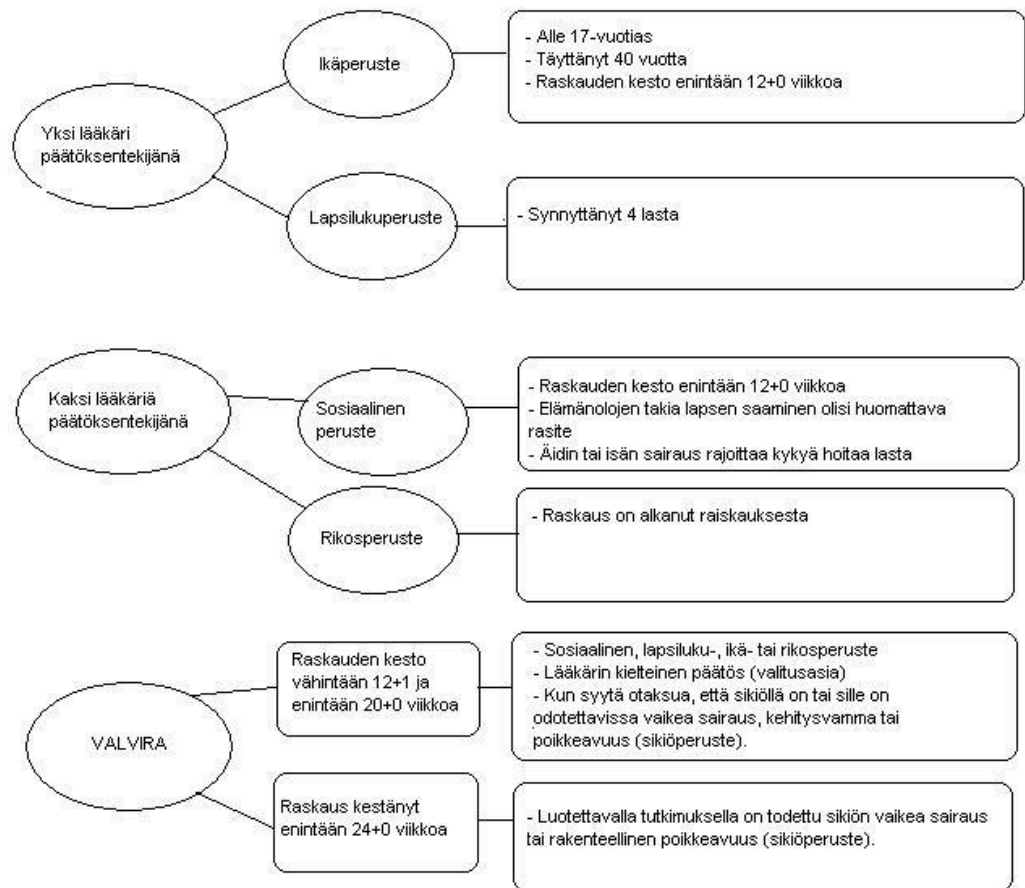 Yksi lääkäri
päätöksentekijänä
Ikäperuste
- Alle 17-vuotias
- Täyttänyt 40 vuotta
- Raskauden kesto enintään 12+0 viikkoa
Lapsilukuperuste
- Synnyttänyt 4 lasta
Kaksi lääkäriä
päätöksentekijänä
Sosiaalinen
peruste
- Raskauden kesto enintään 12+0 viikkoa
- Elämänolojen takia lapsen saaminen olisi huomattava
rasite
- Äidin tai isän sairaus rajoittaa kykyä hoitaa lasta
Rikosperuste
- Raskaus on alkanut raiskauksesta
VALVIRA
Raskauden kesto
vähintään 12+1 ja
enintään 20+0 viikkoa
- Sosiaalinen, lapsiluku-, ikä- tai rikosperuste
- Lääkärin kielteinen päätös (valitusasia)
- Kun syytä otaksua, että sikiöllä on tai sille on
odotettavissa vaikea sairaus, kehitysvamma tai
poikkeavuus (sikiöperuste).
Raskaus kestänyt
enintään 24+0 viikkoa
- Luotettavalla tutkimuksella on todettu sikiön vaikea sairaus
tai rakenteellinen poikkeavuus (sikiöperuste).